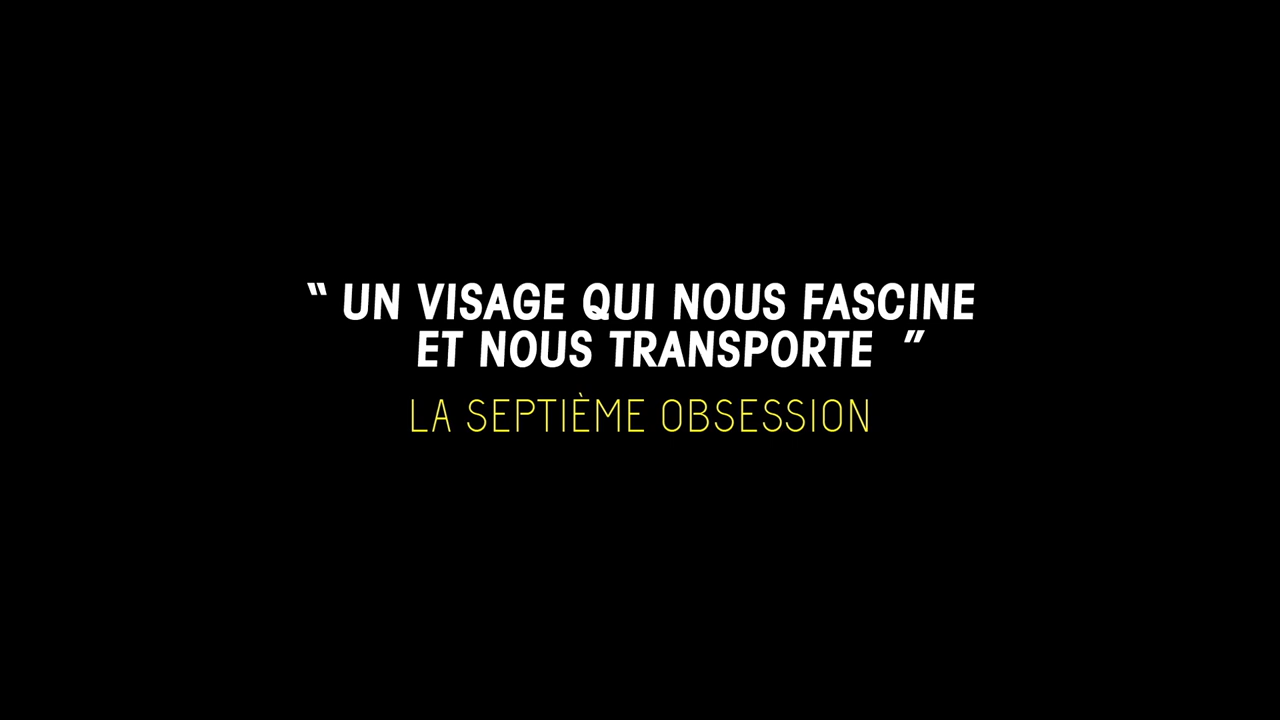 “ UN VISAGE QUI NOUS FASCINE
ET NOUS TRANSPORTE ”
LA SEPTIÈME OBSESSION